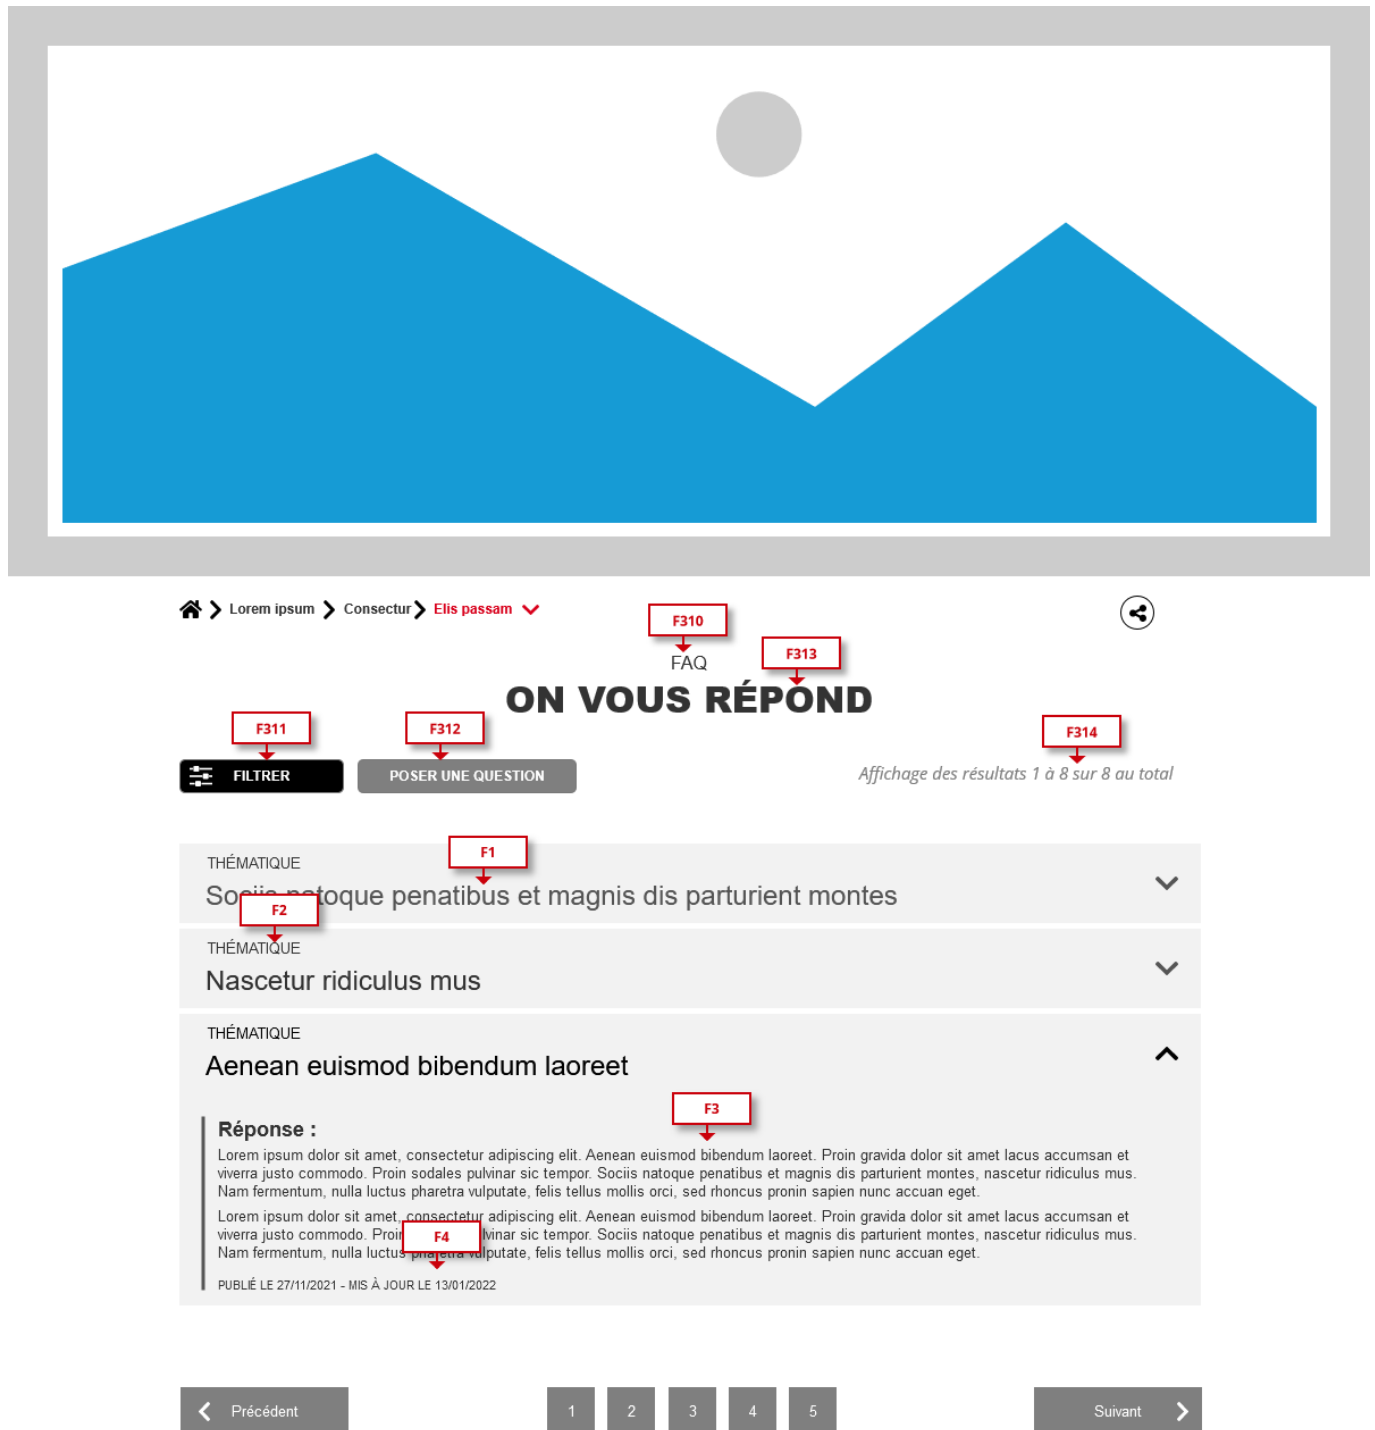 Lorem ipsum Consectur Elis passam
F310
FAQ
F313
ON VOUS RÉPOND
F311
F312
F314
FILTRER
POSER UNE QUESTION
Affichage des résultats 1 à 8 sur 8 au total
F1
THÉMATIQUE
Sociis natoque penatibus et magnis dis parturient montes
F2
THÉMATIQUE
Nascetur ridiculus mus
THÉMATIQUE
Aenean euismod bibendum laoreet
F3
Réponse :
Lorem ipsum dolor sit amet, consectetur adipiscing elit. Aenean euismod bibendum laoreet. Proin gravida dolor sit amet lacus accumsan et
viverra justo commodo. Proin sodales pulvinar sic tempor. Sociis natoque penatibus et magnis dis parturient montes, nascetur ridiculus mus.
Nam fermentum, nulla luctus pharetra vulputate, felis tellus mollis orci, sed rhoncus pronin sapien nunc accuan eget.
Lorem ipsum dolor sit amet, consectetur adipiscing elit. Aenean euismod bibendum laoreet. Proin gravida dolor sit amet lacus accumsan et
viverra justo commodo. Proin lvinar sic tempor. Sociis natoque penatibus et magnis dis parturient montes, nascetur ridiculus mus.
F4
Nam fermentum, nulla luctus pharetra vulputate, felis tellus mollis orci, sed rhoncus pronin sapien nunc accuan eget.
PUBLIÉ LE 27/11/2021 - MIS À JOUR LE 13/01/2022
Précédent 1 2 3 4 5 Suivant